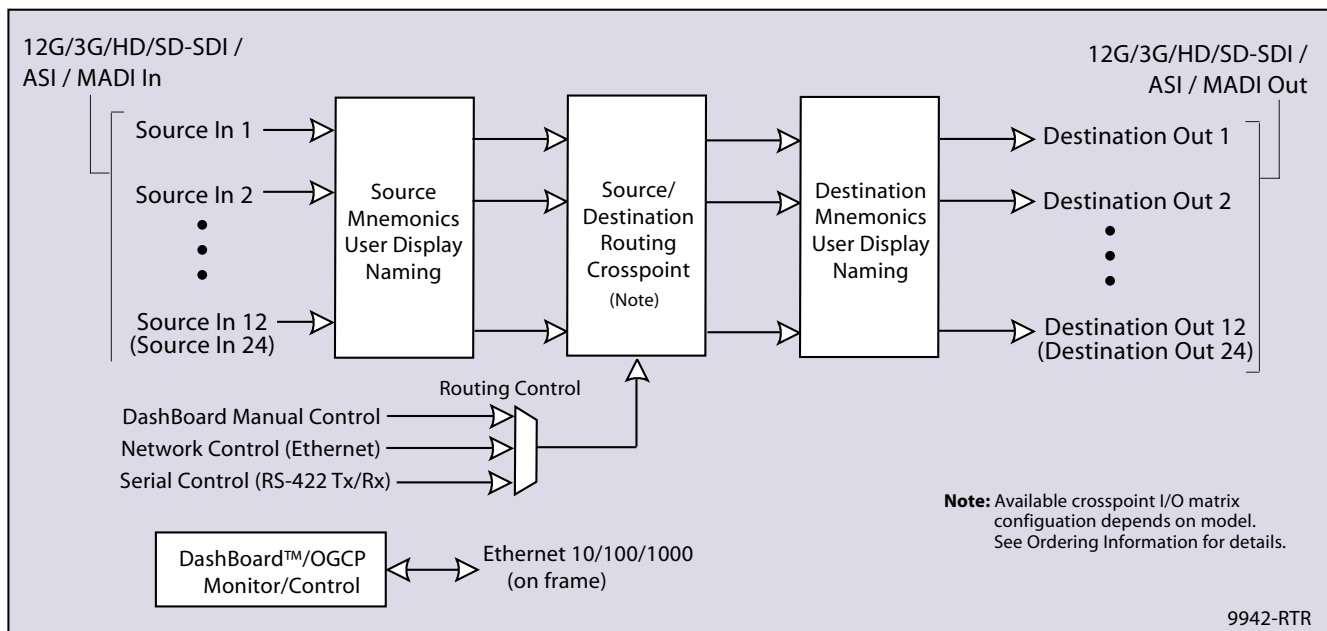 12G/3G/HD/SD-SDI /
ASI / MADI In
12G/3G/HD/SD-SDI /
ASI / MADI Out
Source In 1
Source In 2
Source In 12
(Source In 24)
Source
Mnemonics
User Display
Naming
Source/
Destination
Routing
Crosspoint
(Note)
Destination
Mnemonics
User Display
Naming
Destination Out 1
Destination Out 2
Destination Out 12
(Destination Out 24)
Routing Control
DashBoard Manual Control
Network Control (Ethernet)
Serial Control (RS-422 Tx/Rx)
Note: Available crosspoint I/O matrix
configuation depends on model.
See Ordering Information for details.
DashBoard™/OGCP
Monitor/Control
Ethernet 10/100/1000
(on frame)
9942-RTR